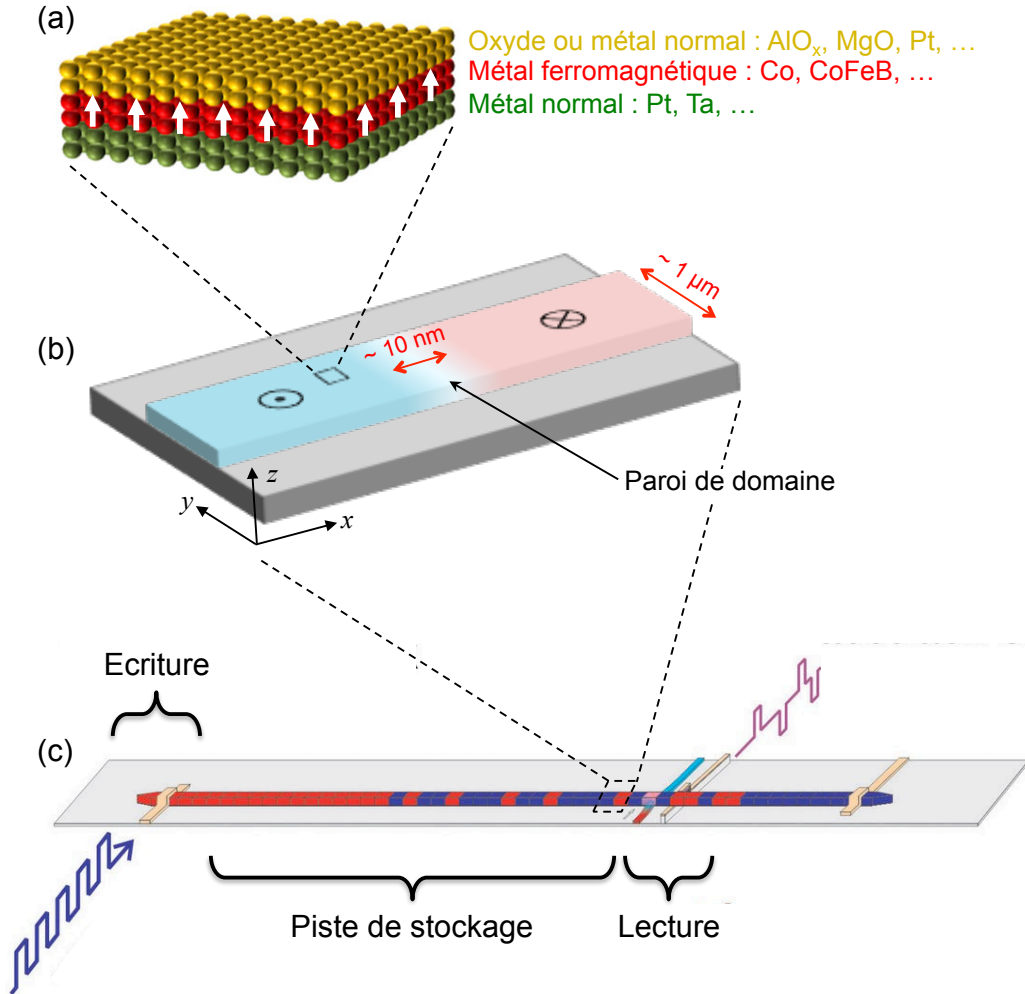 (a)
Oxyde ou métal normal : AlOx, MgO, Pt, …
Métal ferromagnétique : Co, CoFeB, …
Métal normal : Pt, Ta, …
(b)
~ 1 µm
~ 10 nm
Paroi de domaine
z
y
x
Ecriture
(c)
Piste de stockage
Lecture